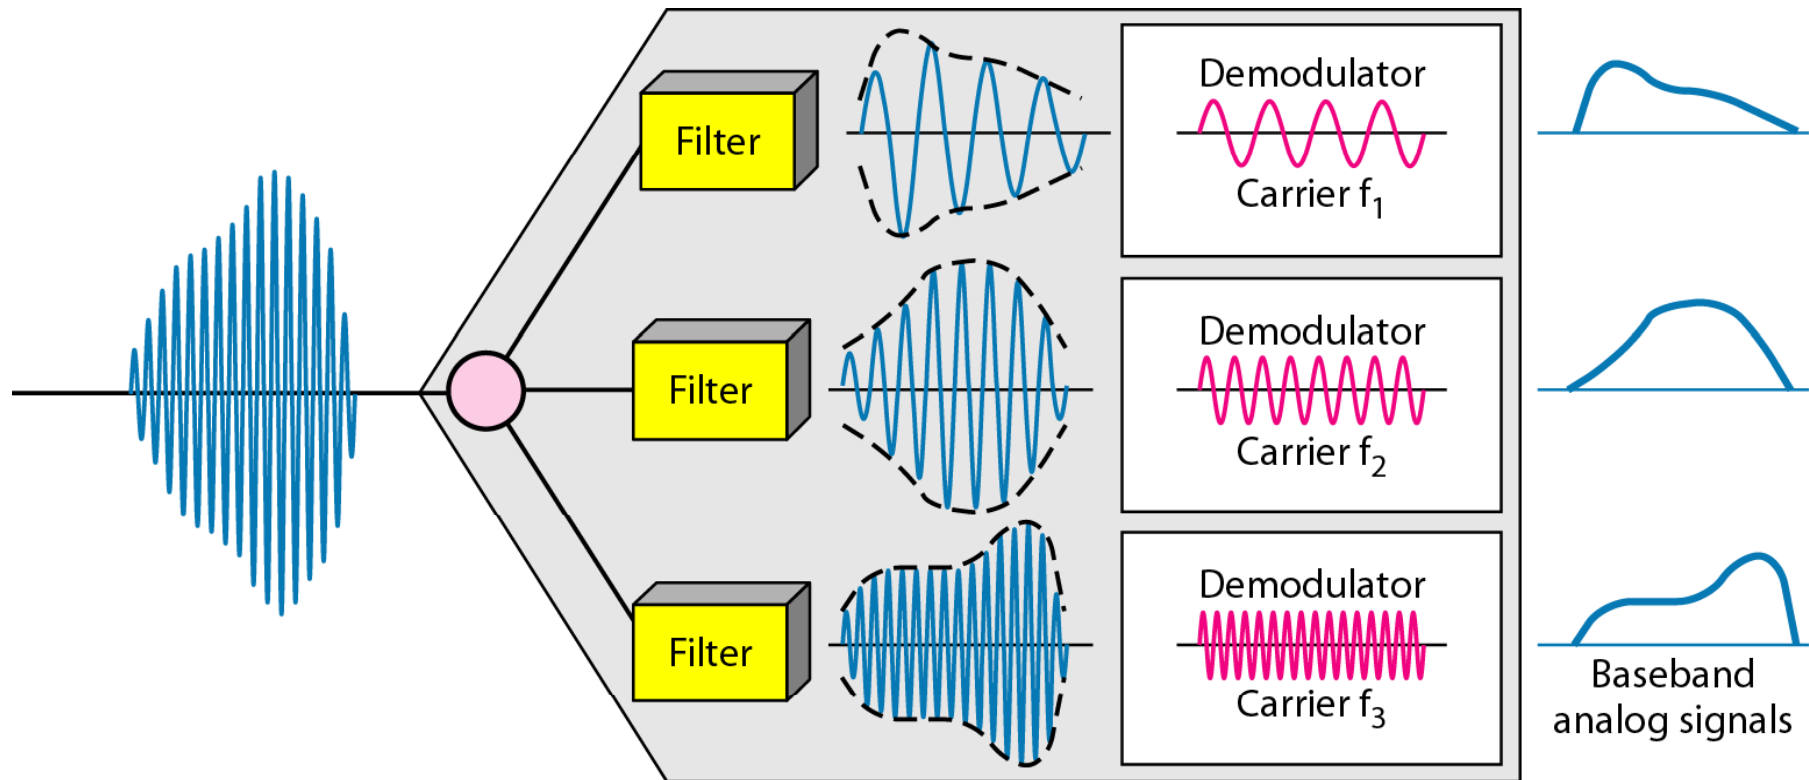 Filter
Demodulator
Carrier f₁
Filter
Demodulator
Carrier f₂
Filter
Demodulator
Carrier f₃
Baseband
analog signals